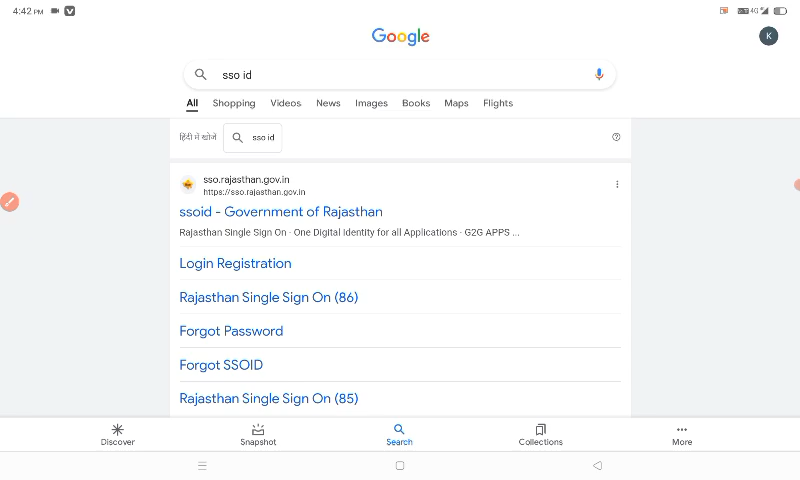 4:42 PM
4G
Google
K
sso id
All Shopping Videos News Images Books Maps Flights
हिंदी में खोजें sso id
sso.rajasthan.gov.in
https://sso.rajasthan.gov.in
ssoid - Government of Rajasthan
Rajasthan Single Sign On · One Digital Identity for all Applications · G2G APPS ...
Login Registration
Rajasthan Single Sign On (86)
Forgot Password
Forgot SSOID
Rajasthan Single Sign On (85)
Discover Snapshot Search Collections More